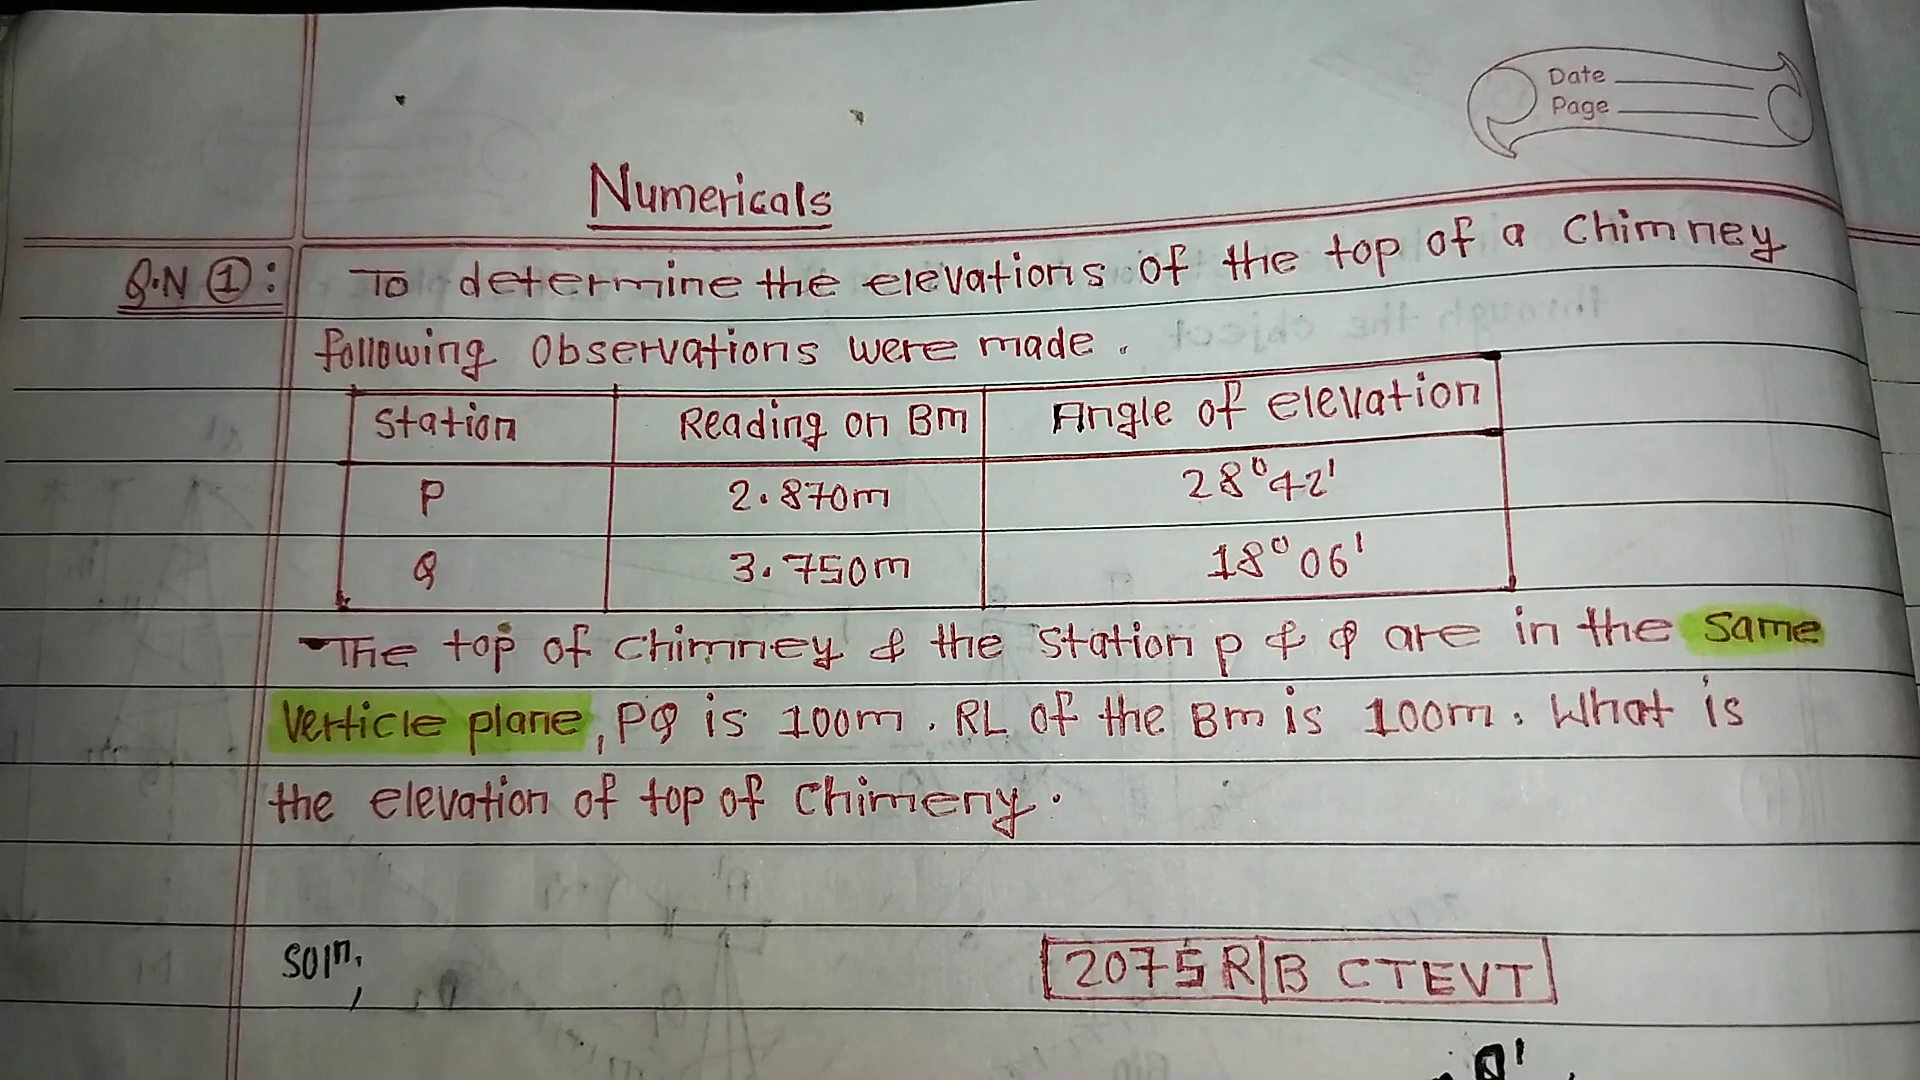 Date
Page
Numericals
Q.N ①: To determine the elevations of the top of a chimney
following observations were made.
Station Reading on Bm Angle of elevation
P 2.870m 28°42'
Q 3.750m 18°06'
The top of chimney & the station p & Q are in the same
verticle plane, PQ is 100m. RL of the Bm is 100m. What is
the elevation of top of chimeny.
soln,
2075 R/B CTEVT